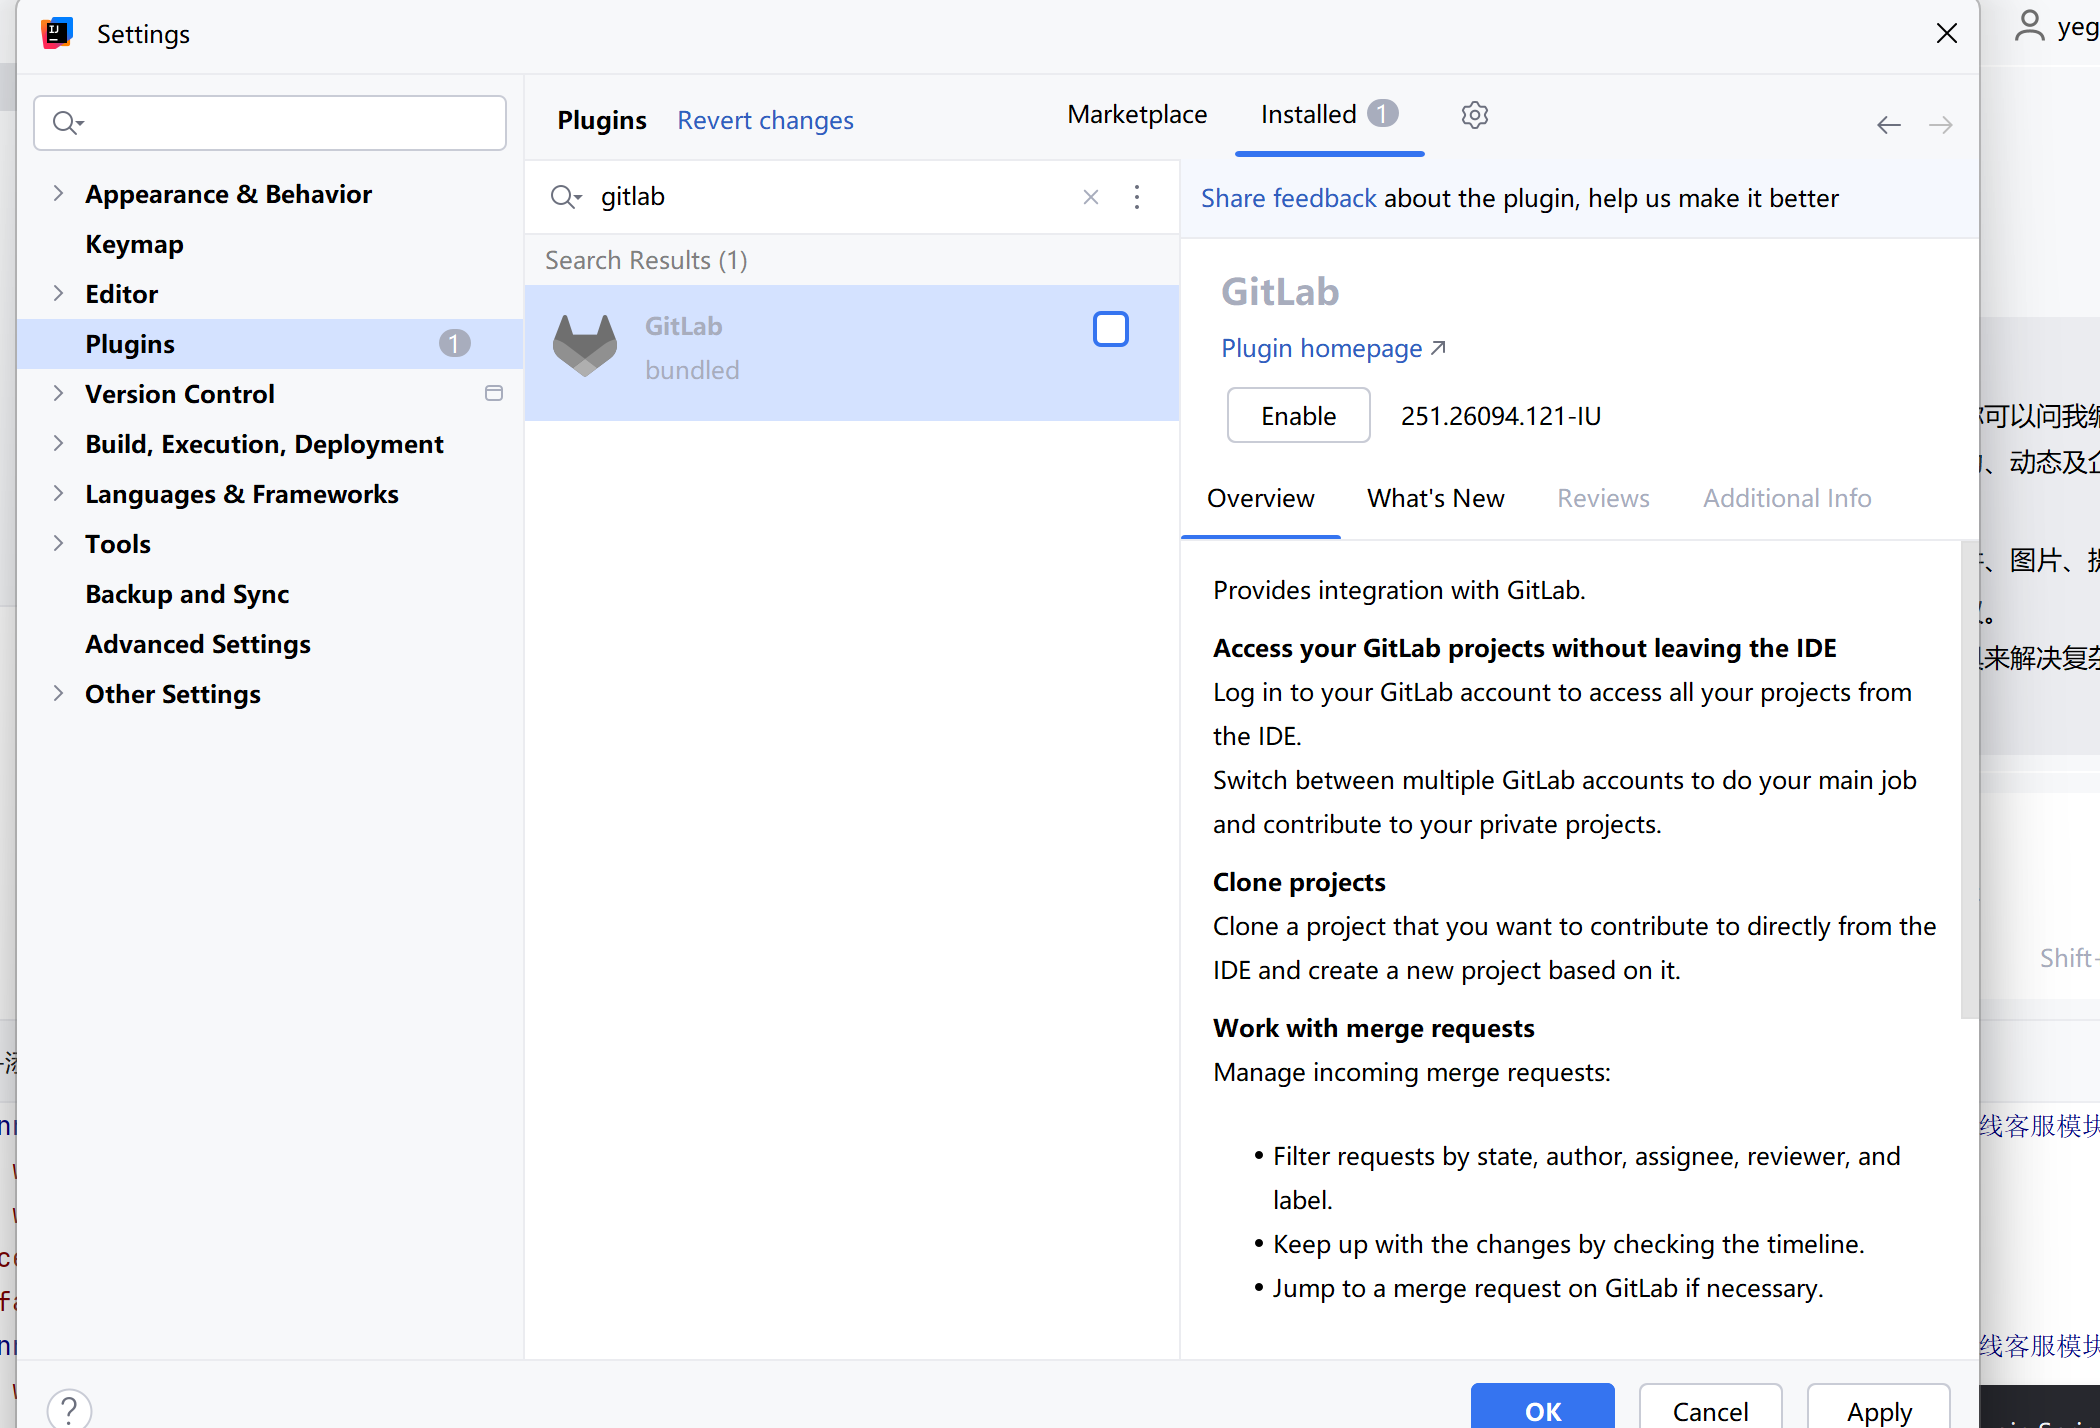 Settings
yeg
Plugins
Revert changes
Marketplace
Installed 1
gitlab
Share feedback about the plugin, help us make it better
Appearance & Behavior
Keymap
Editor
Plugins 1
Version Control
Build, Execution, Deployment
Languages & Frameworks
Tools
Backup and Sync
Advanced Settings
Other Settings
Search Results (1)
GitLab
bundled
GitLab
Plugin homepage
Enable 251.26094.121-IU
Overview What's New Reviews Additional Info
Provides integration with GitLab.
Access your GitLab projects without leaving the IDE
Log in to your GitLab account to access all your projects from
the IDE.
Switch between multiple GitLab accounts to do your main job
and contribute to your private projects.
Clone projects
Clone a project that you want to contribute to directly from the
IDE and create a new project based on it.
Work with merge requests
Manage incoming merge requests:
• Filter requests by state, author, assignee, reviewer, and
label.
• Keep up with the changes by checking the timeline.
• Jump to a merge request on GitLab if necessary.
可以问我
、动态及
、图片、
。
来解决复
Shift-
线客服模
线客服模
?
OK
Cancel
Apply